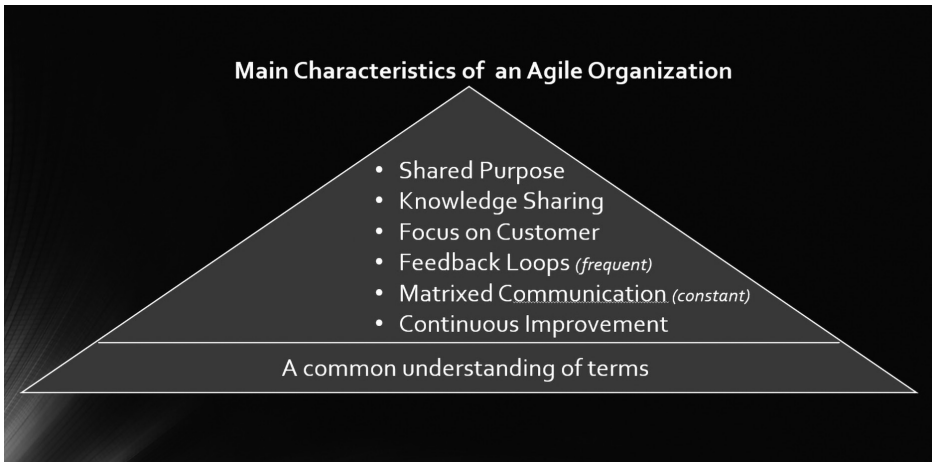 Main Characteristics of an Agile Organization
• Shared Purpose
• Knowledge Sharing
• Focus on Customer
• Feedback Loops (frequent)
• Matrixed Communication (constant)
• Continuous Improvement
A common understanding of terms